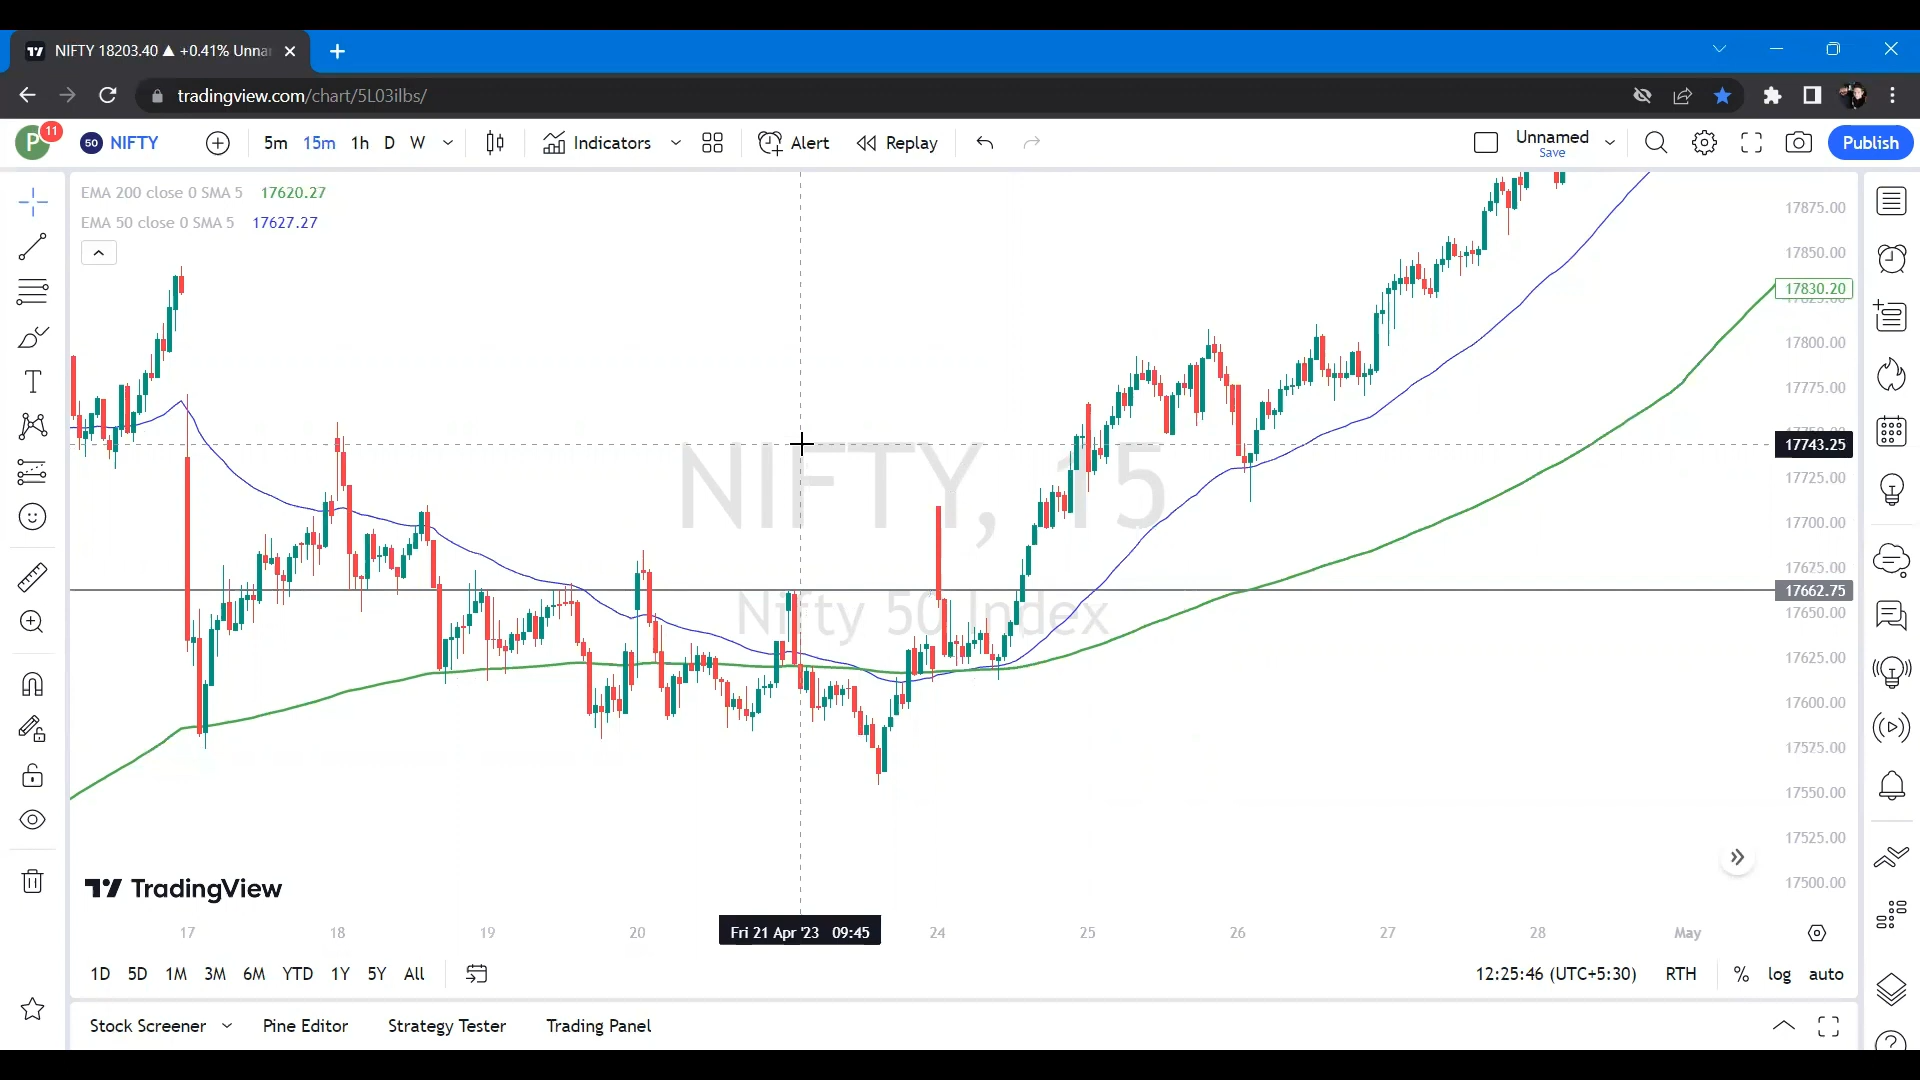 NIFTY 18203.40 ▲ +0.41% Unna
tradingview.com/chart/5L03ilbs/
P 11 50 NIFTY 5m 15m 1h D W Indicators Alert Replay Unnamed Save Publish
EMA 200 close 0 SMA 5 17620.27
EMA 50 close 0 SMA 5 17627.27
17875.00
17850.00
17830.20
17800.00
17775.00
17743.25
17725.00
17700.00
17675.00
17662.75
17650.00
17625.00
17600.00
17575.00
17550.00
17525.00
17500.00
NIFTY, 15
Nifty 50 Index
TradingView
17 18 19 20 Fri 21 Apr '23 09:45 24 25 26 27 28 May
1D 5D 1M 3M 6M YTD 1Y 5Y All 12:25:46 (UTC+5:30) RTH % log auto
Stock Screener Pine Editor Strategy Tester Trading Panel